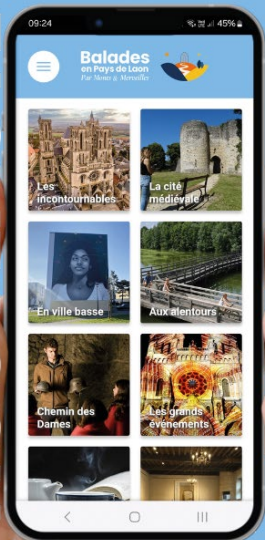 09:24
45%
Balades
en Pays de Laon
Par Monts & Merveilles
Les
incontournables
La cité
médiévale
En ville basse
Aux alentours
Chemin des
Dames
Les grands
événements